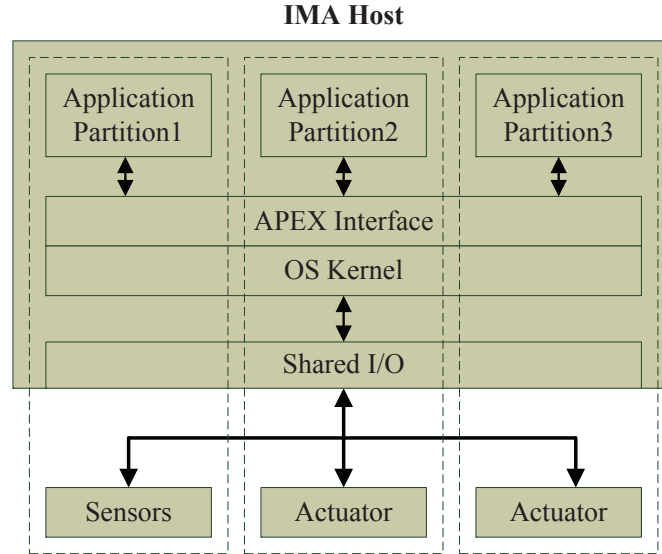 IMA Host
Application
Partition1
Application
Partition2
Application
Partition3
APEX Interface
OS Kernel
Shared I/O
Sensors
Actuator
Actuator